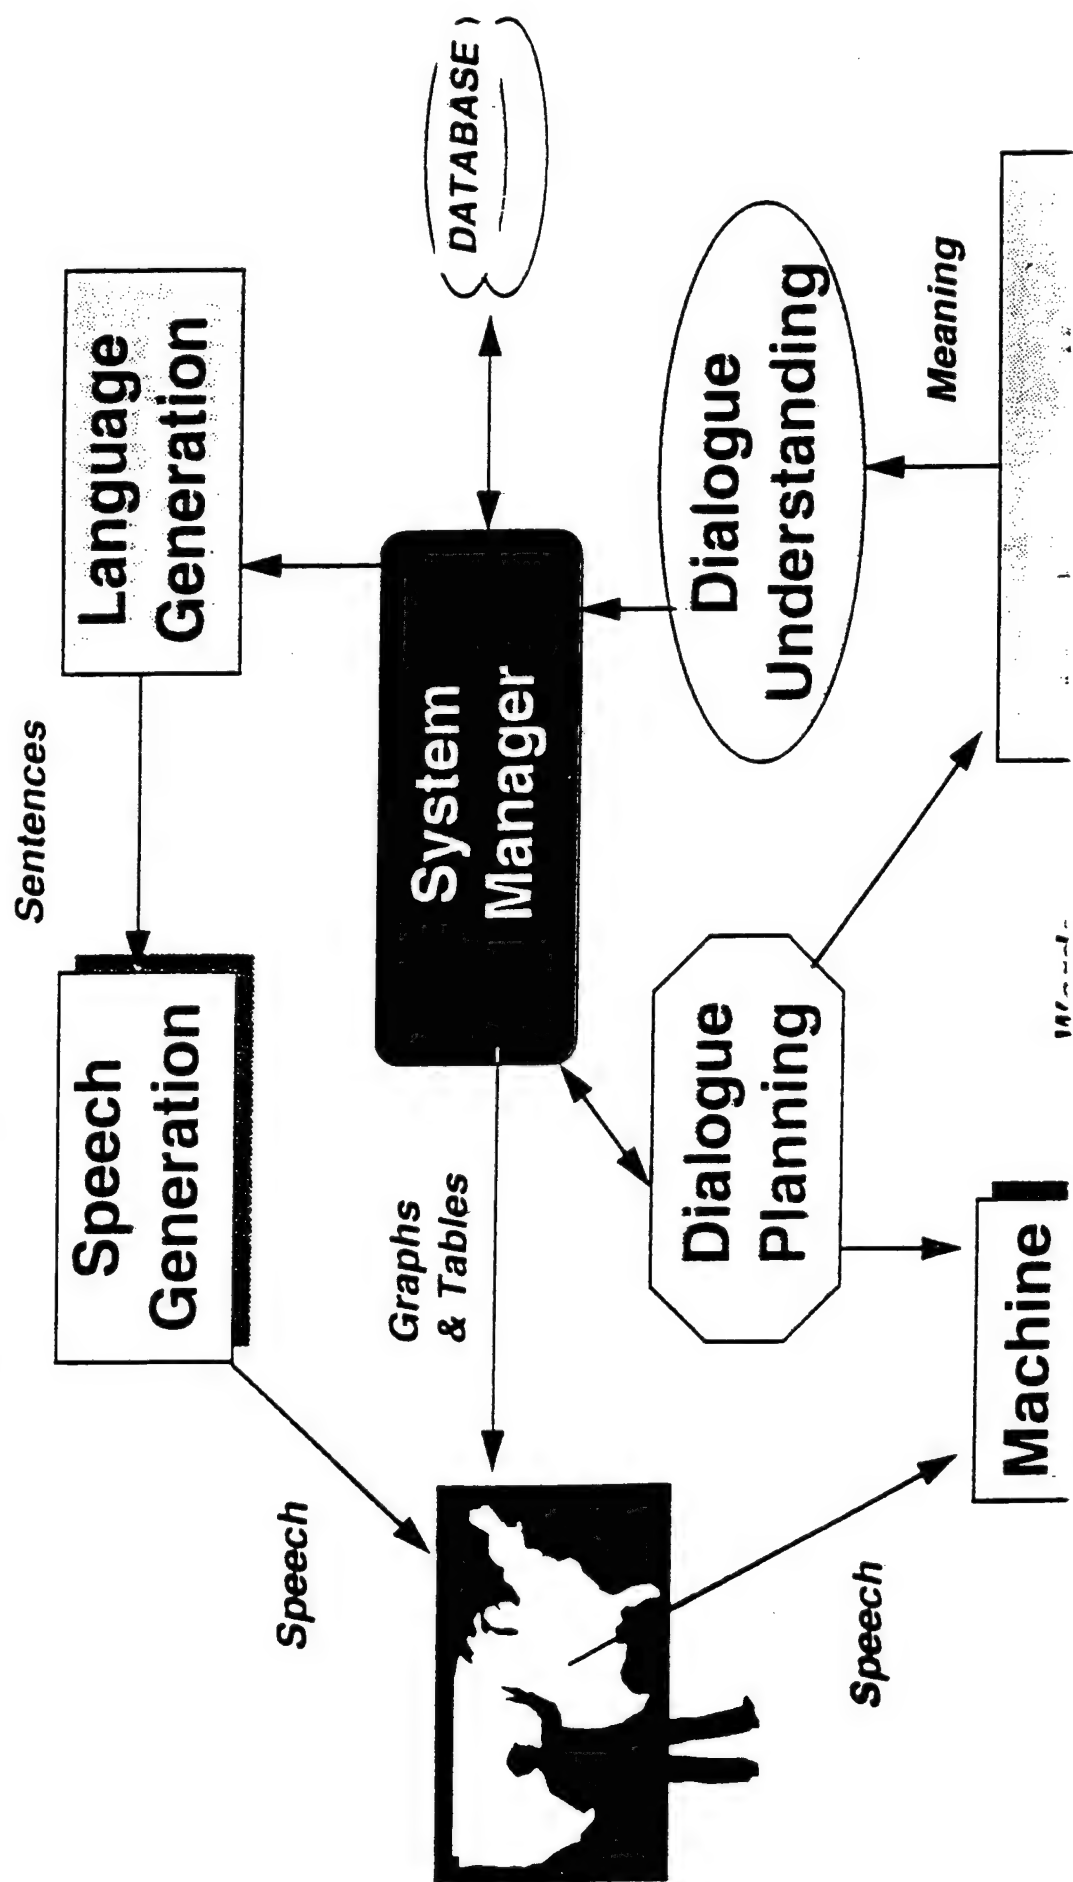 Sentences
Speech
Generation
Language
Generation
Speech
Graphs
& Tables
System
Manager
DATABASE
Dialogue
Planning
Dialogue
Understanding
Speech
Meaning
Machine